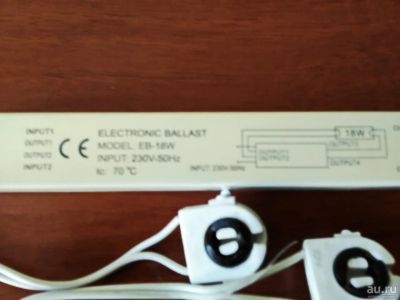 INPUT1
OUTPUT1
OUTPUT2
INPUT2
CE
ELECTRONIC BALLAST
MODEL: EB-18W
INPUT: 230V-50Hz
tc: 70 °C
18W
OUTPUT1
OUTPUT2
OUTPUT3
OUTPUT4
INPUT: 230V-50Hz
au.ru